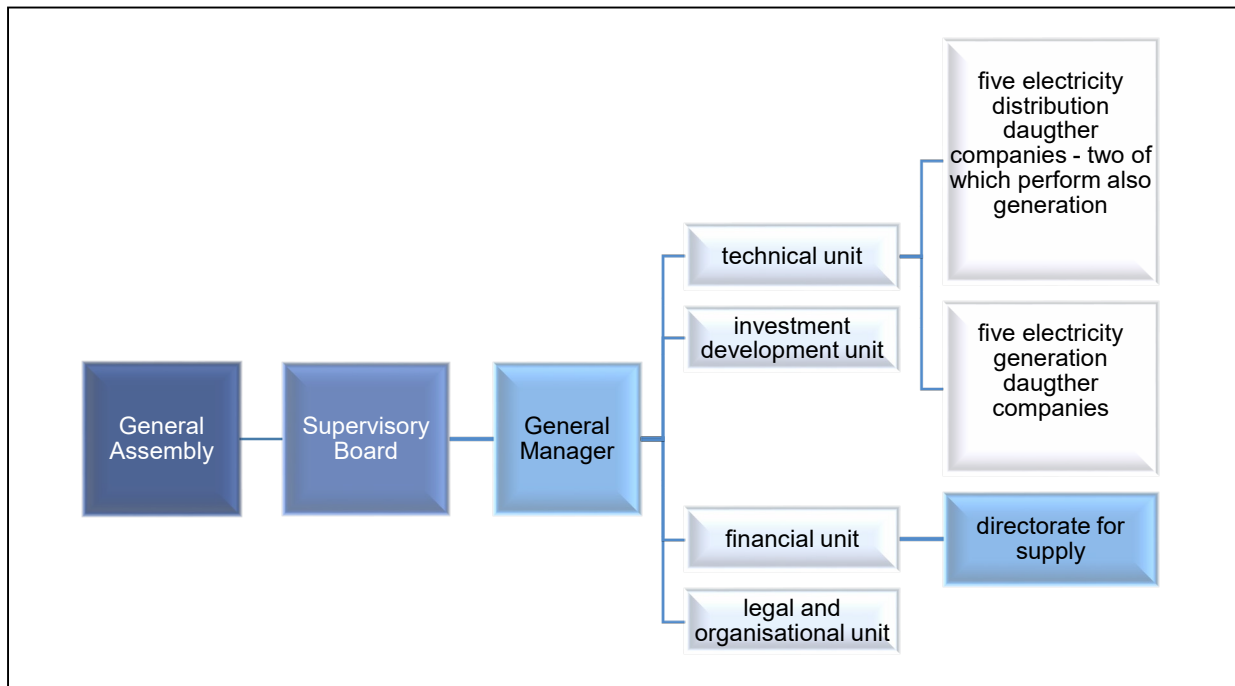 General
Assembly
Supervisory
Board
General
Manager
technical unit
investment
development unit
financial unit
legal and
organisational unit
five electricity
distribution
daugther
companies - two of
which perform also
generation
five electricity
generation
daugther
companies
directorate for
supply